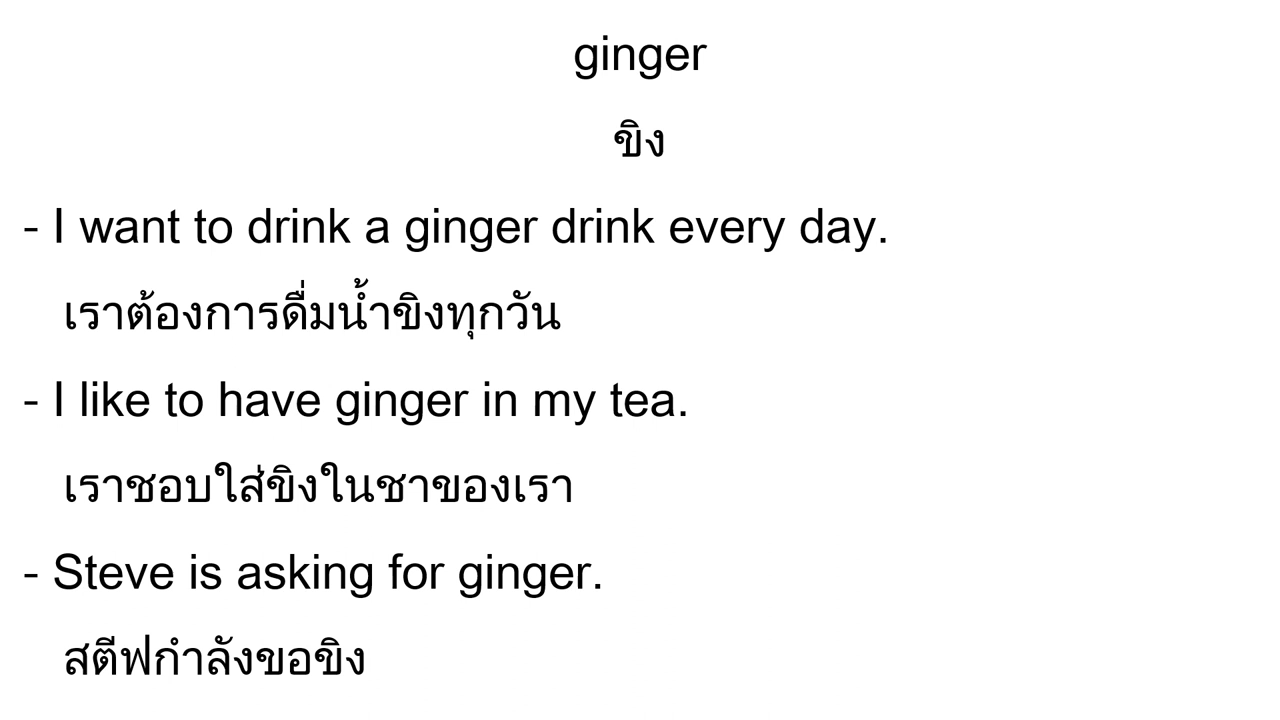 ginger
ขิง
- I want to drink a ginger drink every day.
เราต้องการดื่มน้ำขิงทุกวัน
- I like to have ginger in my tea.
เราชอบใส่ขิงในชาของเรา
- Steve is asking for ginger.
สตีฟกำลังขอขิง